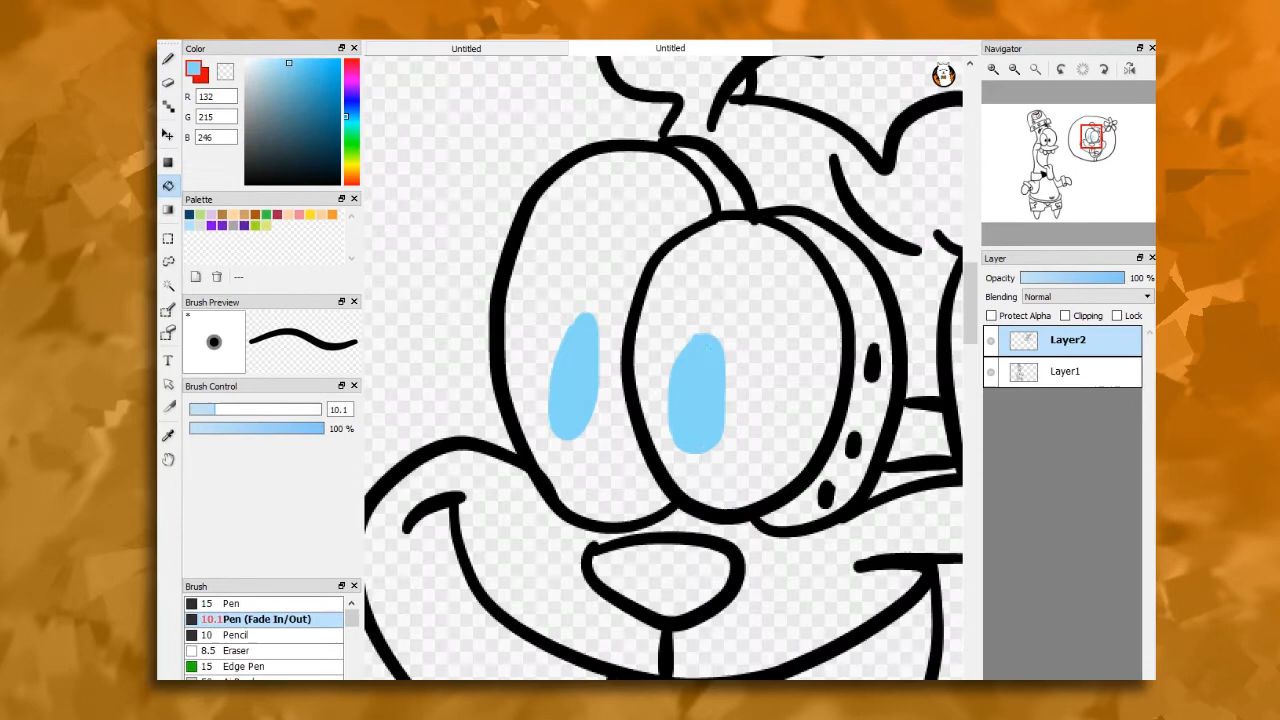 Color
Untitled
Untitled
Navigator
R 132
G 215
B 246
Palette
---
Brush Preview
*
T
Brush Control
10.1
100 %
Layer
Opacity 100 %
Blending Normal
Protect Alpha Clipping Lock
Layer2
Layer1
Brush
15 Pen
10.1 Pen (Fade In/Out)
10 Pencil
8.5 Eraser
15 Edge Pen